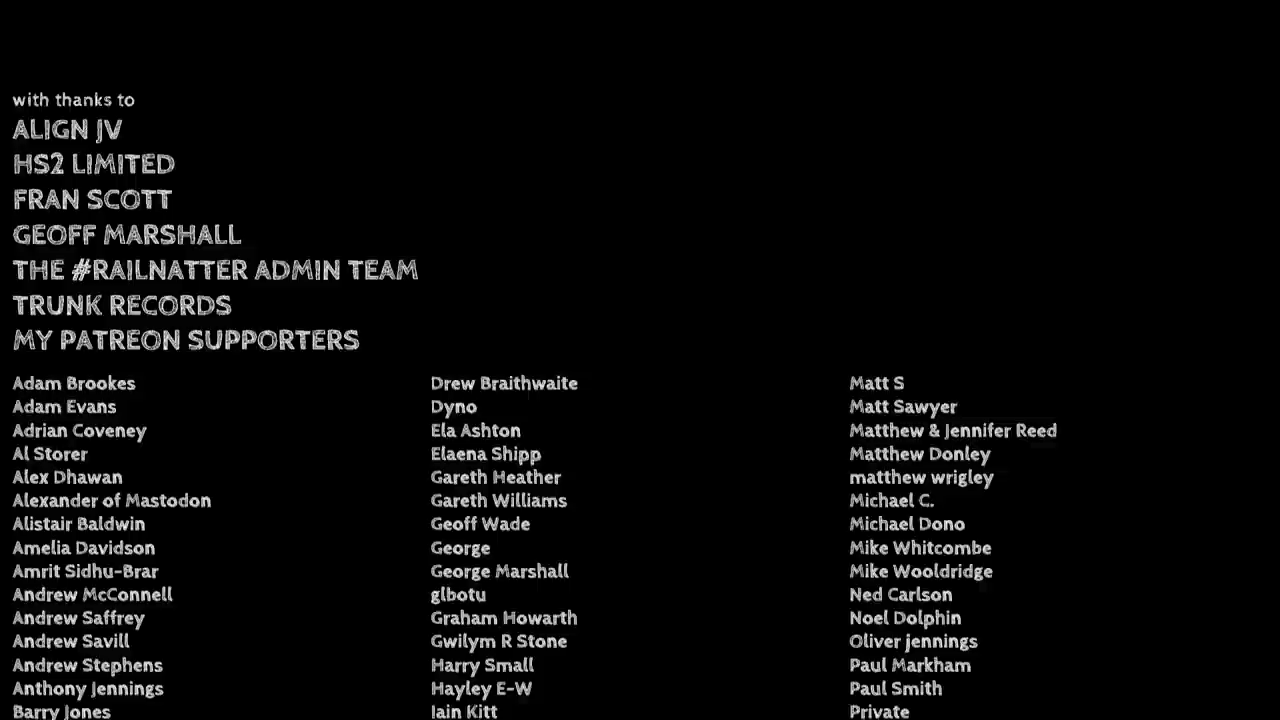 with thanks to
ALIGN JV
HS2 LIMITED
FRAN SCOTT
GEOFF MARSHALL
THE #RAILNATTER ADMIN TEAM
TRUNK RECORDS
MY PATREON SUPPORTERS
Adam Brookes
Adam Evans
Adrian Coveney
Al Storer
Alex Dhawan
Alexander of Mastodon
Alistair Baldwin
Amelia Davidson
Amrit Sidhu-Brar
Andrew McConnell
Andrew Saffrey
Andrew Savill
Andrew Stephens
Anthony Jennings
Barry Jones
Drew Braithwaite
Dyno
Ela Ashton
Elaena Shipp
Gareth Heather
Gareth Williams
Geoff Wade
George
George Marshall
glbotu
Graham Howarth
Gwilym R Stone
Harry Small
Hayley E-W
Iain Kitt
Matt S
Matt Sawyer
Matthew & Jennifer Reed
Matthew Donley
matthew wrigley
Michael C.
Michael Dono
Mike Whitcombe
Mike Wooldridge
Ned Carlson
Noel Dolphin
Oliver jennings
Paul Markham
Paul Smith
Private